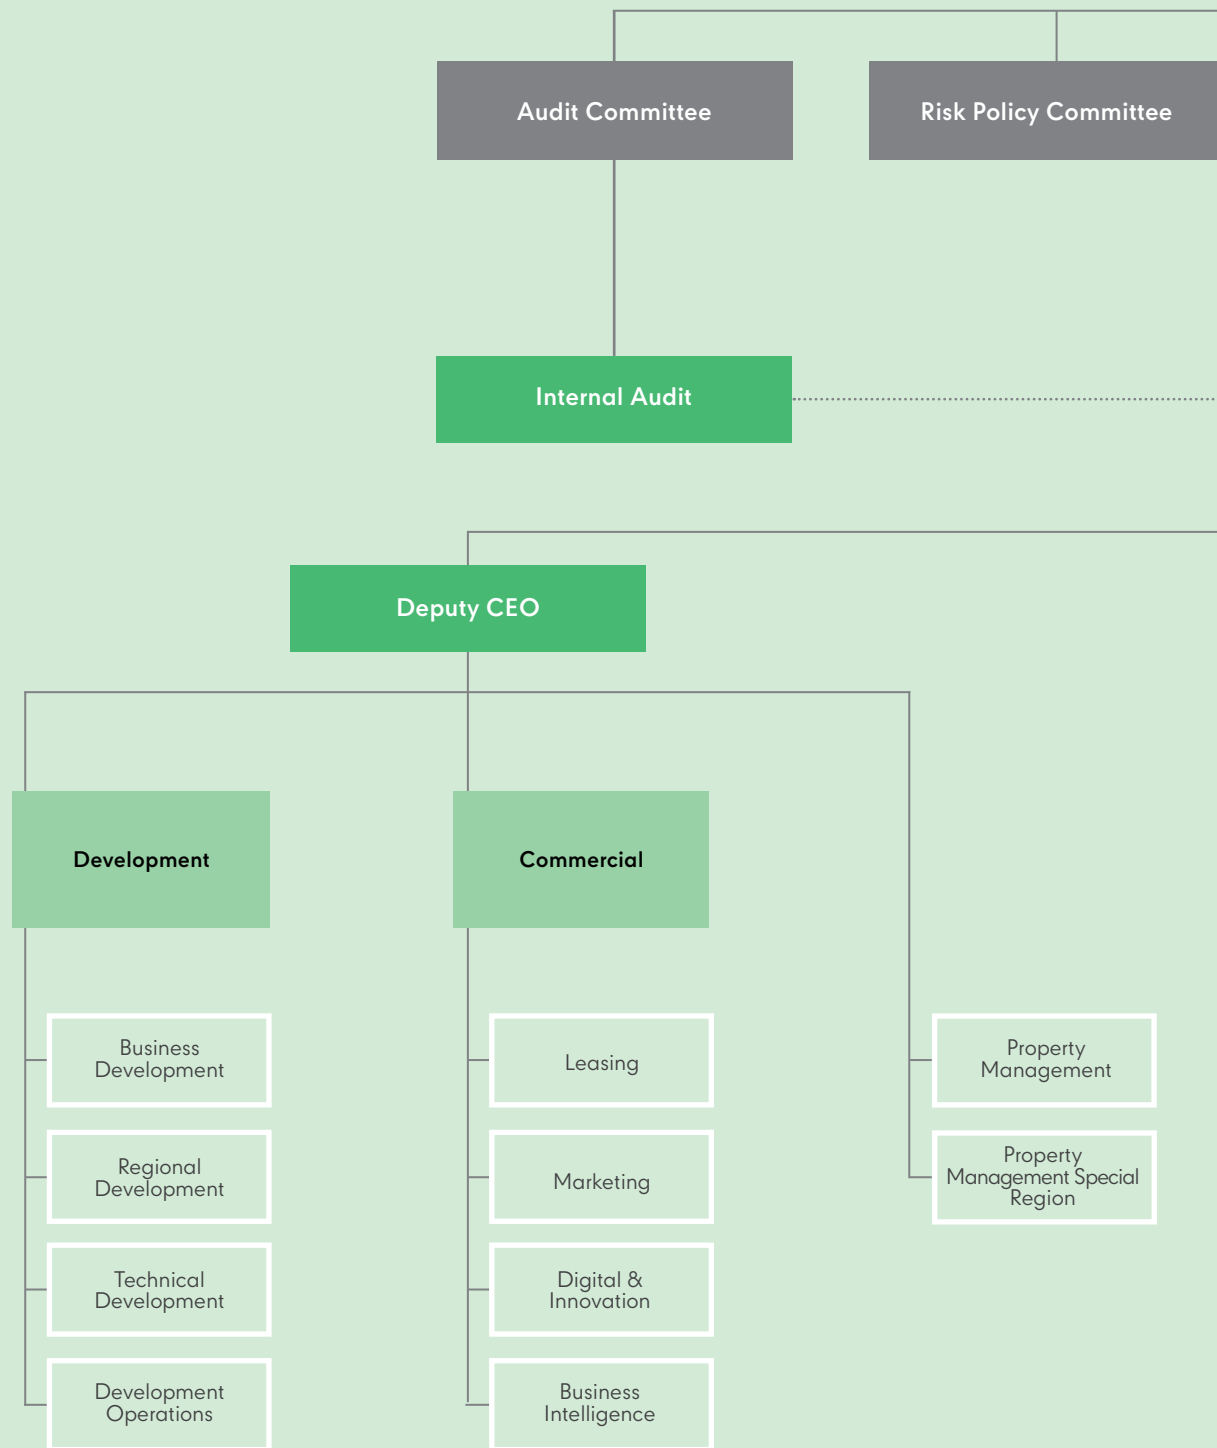 Audit Committee
Risk Policy Committee
Internal Audit
Deputy CEO
Development
Commercial
Business
Development
Leasing
Property
Management
Regional
Development
Marketing
Property
Management Special
Region
Technical
Development
Digital &
Innovation
Development
Operations
Business
Intelligence